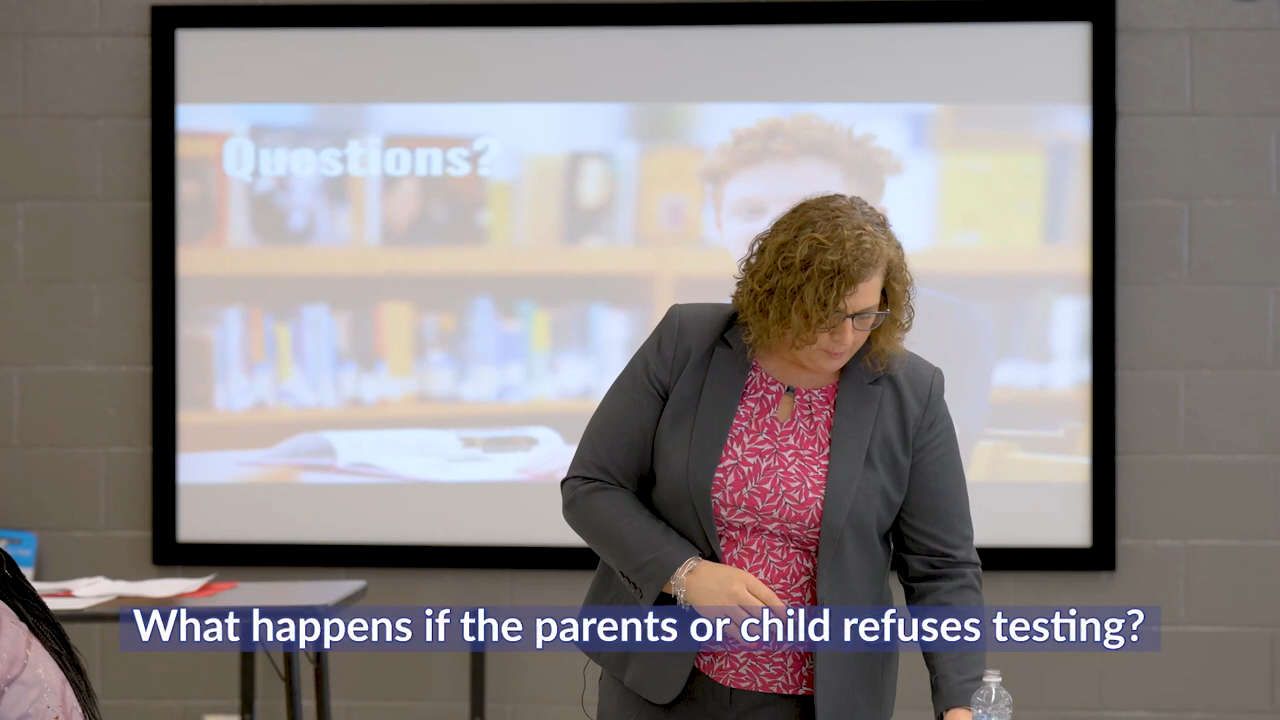 Questions?
What happens if the parents or child refuses testing?